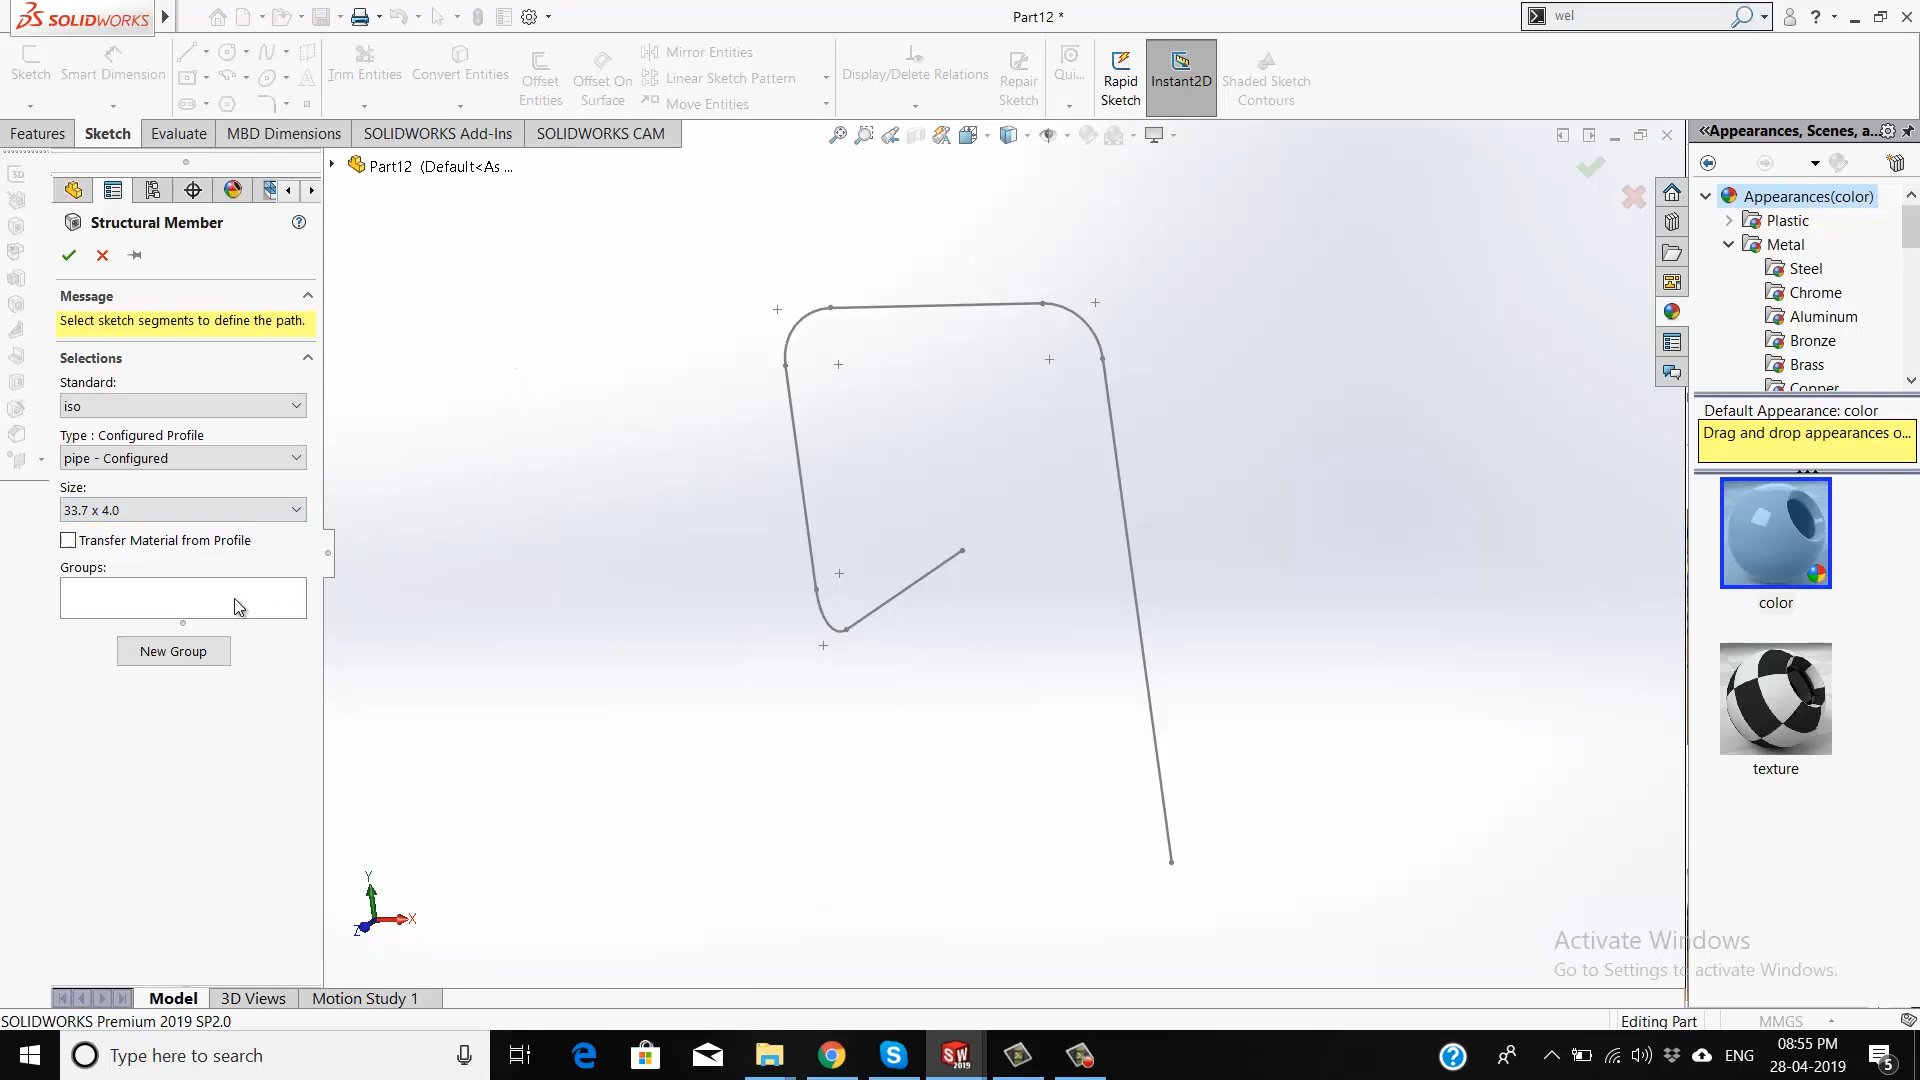 SOLIDWORKS
Part12 *
wel
Sketch
Smart Dimension
Trim Entities
Convert Entities
Offset
Entities
Offset On
Surface
Mirror Entities
Linear Sketch Pattern
Move Entities
Display/Delete Relations
Repair
Sketch
Qui...
Rapid
Sketch
Instant2D
Shaded Sketch
Contours
Features
Sketch
Evaluate
MBD Dimensions
SOLIDWORKS Add-Ins
SOLIDWORKS CAM
Part12 (Default<As ...
Structural Member
Message
Select sketch segments to define the path.
Selections
Standard:
iso
Type : Configured Profile
pipe - Configured
Size:
33.7 x 4.0
Transfer Material from Profile
Groups:
New Group
Y
X
Z
Appearances, Scenes, a...
Appearances(color)
Plastic
Metal
Steel
Chrome
Aluminum
Bronze
Brass
Copper
Default Appearance: color
Drag and drop appearances o...
color
texture
Activate Windows
Go to Settings to activate Windows.
Model
3D Views
Motion Study 1
SOLIDWORKS Premium 2019 SP2.0
Editing Part
MMGS
Type here to search
SW
2019
ENG
08:55 PM
28-04-2019
5